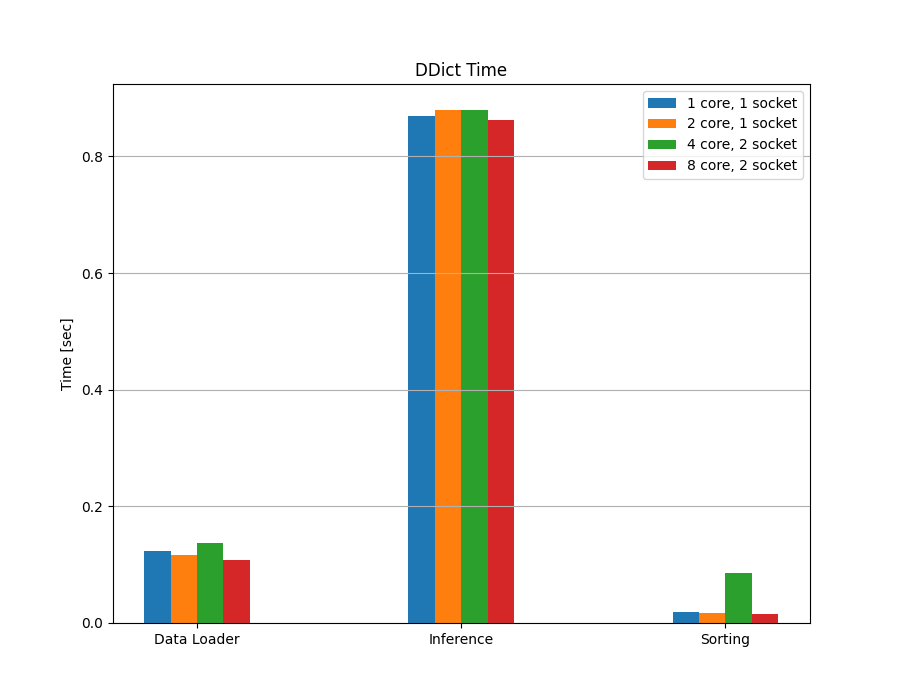 DDict Time
1 core, 1 socket
2 core, 1 socket
4 core, 2 socket
8 core, 2 socket
Time [sec]
0.8
0.6
0.4
0.2
0.0
Data Loader
Inference
Sorting